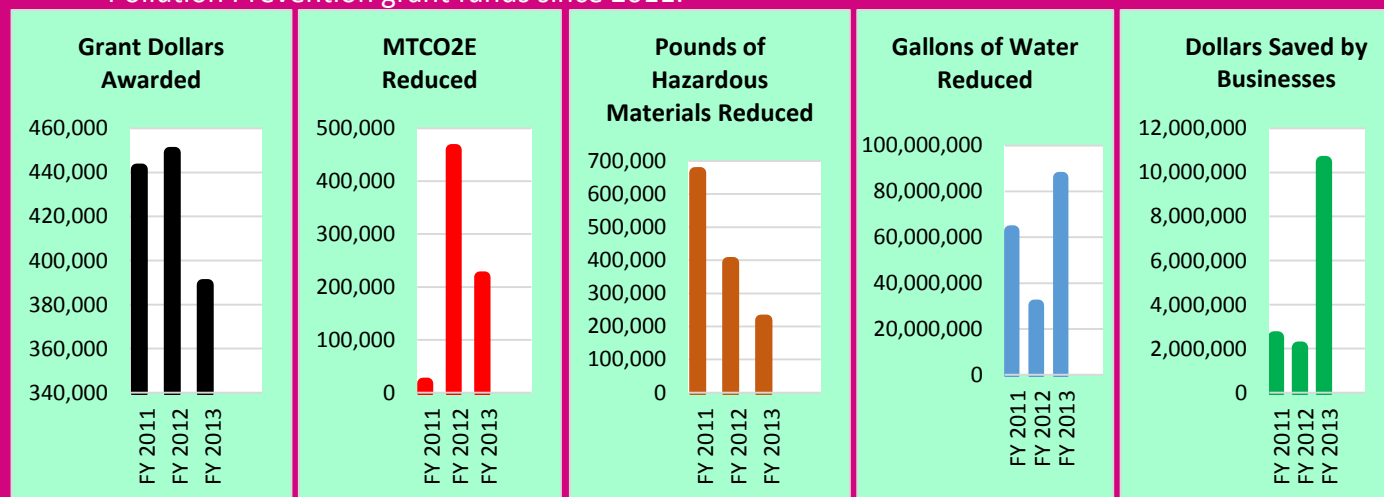 Pollution Prevention grant funds since 2011.
Grant Dollars
Awarded
460,000
440,000
420,000
400,000
380,000
360,000
340,000
FY 2011
FY 2012
FY 2013
MTCO2E
Reduced
500,000
400,000
300,000
200,000
100,000
0
FY 2011
FY 2012
FY 2013
Pounds of
Hazardous
Materials Reduced
700,000
600,000
500,000
400,000
300,000
200,000
100,000
0
FY 2011
FY 2012
FY 2013
Gallons of Water
Reduced
100,000,000
80,000,000
60,000,000
40,000,000
20,000,000
0
FY 2011
FY 2012
FY 2013
Dollars Saved by
Businesses
12,000,000
10,000,000
8,000,000
6,000,000
4,000,000
2,000,000
0
FY 2011
FY 2012
FY 2013